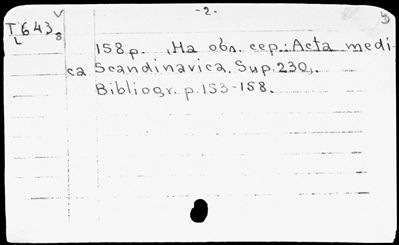 -2.-
T643
L 8
158 p. , На обл. сер.: Acta medi-
ca Scandinavica. Sup. 230,.
Bibliogr. p. 153-158.